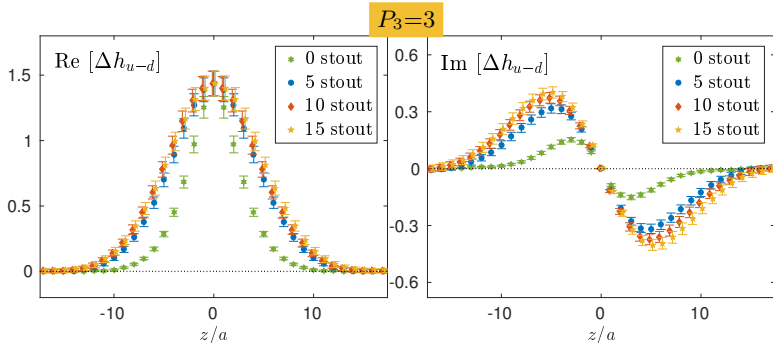 P₃=3
Re [Δh_{u−d}]
0 stout
5 stout
10 stout
15 stout
1.5
1
0.5
0
-10
0
10
z/a
Im [Δh_{u−d}]
0 stout
5 stout
10 stout
15 stout
0.6
0.3
0
-0.3
-0.6
-10
0
10
z/a